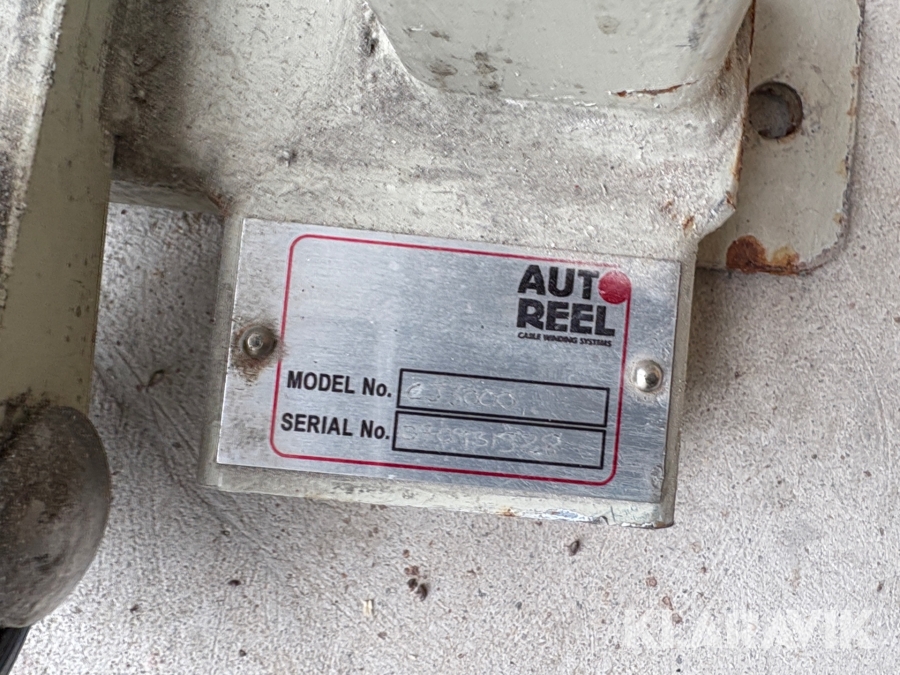 AUTO
REEL
CABLE WINDING SYSTEMS
MODEL No.
SERIAL No.
KLARAVIK